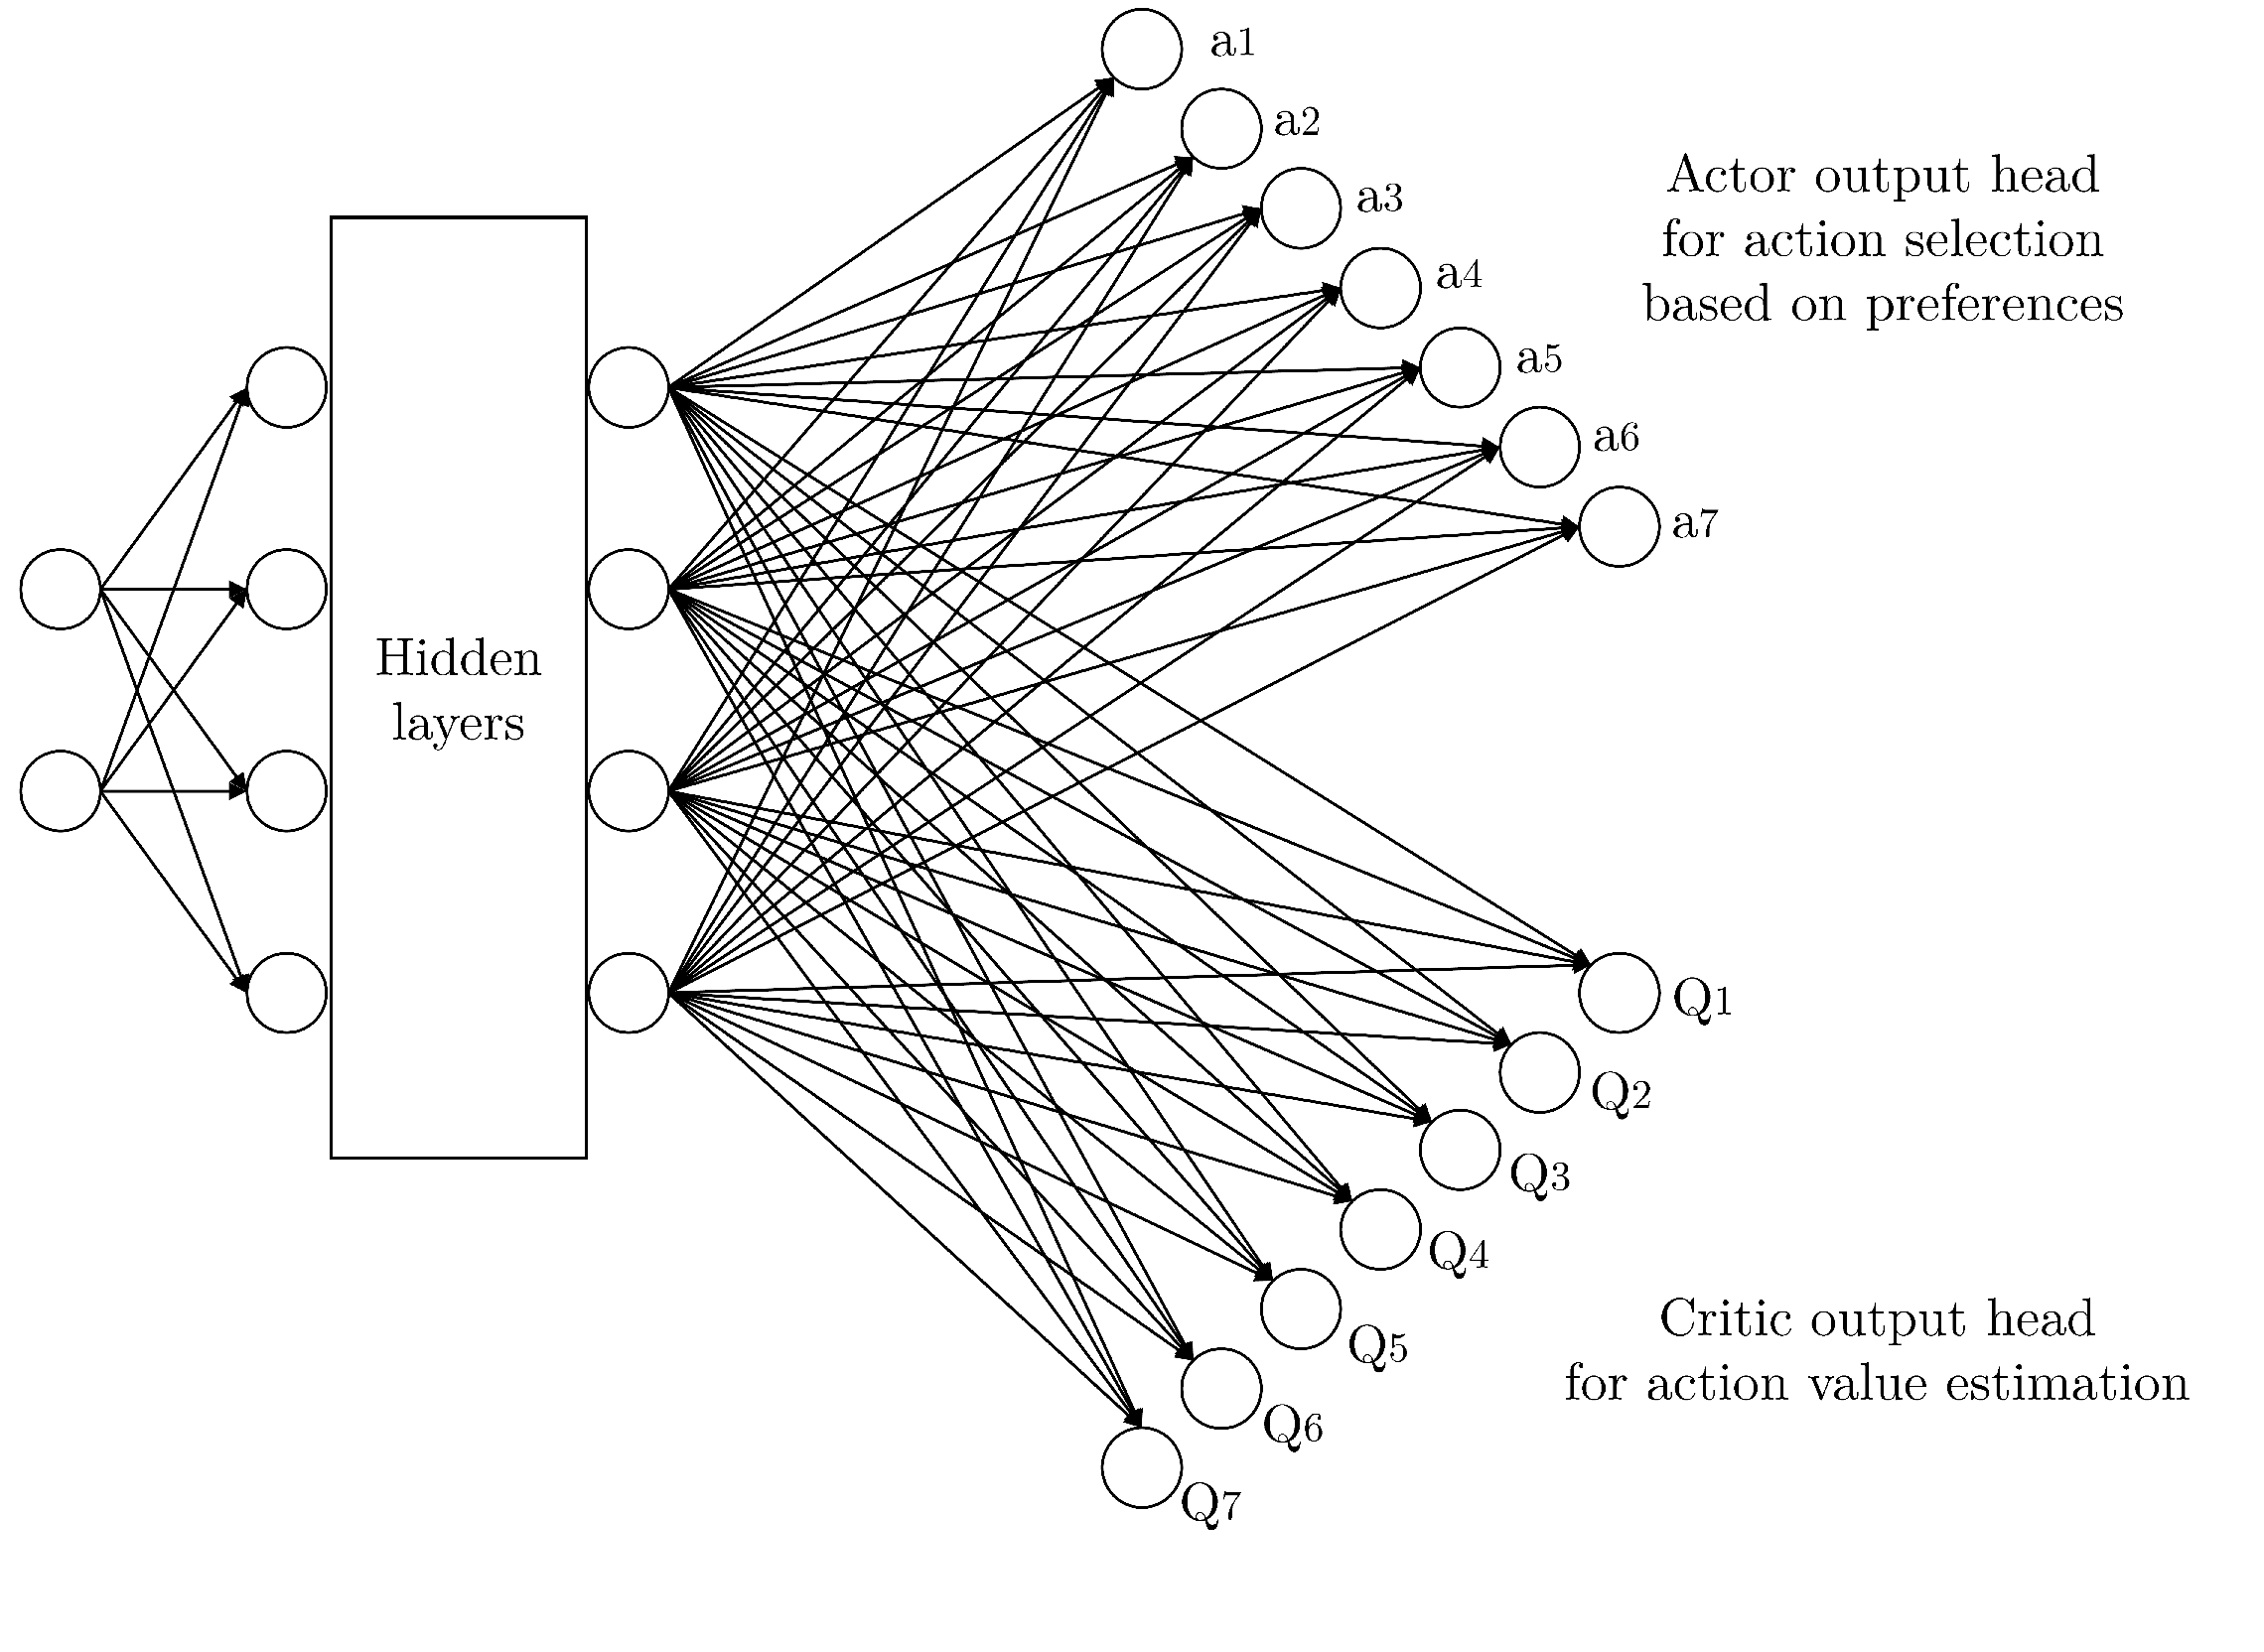 a1
a2
a3
a4
a5
a6
a7
Actor output head
for action selection
based on preferences
Hidden
layers
Q1
Q2
Q3
Q4
Q5
Q6
Q7
Critic output head
for action value estimation